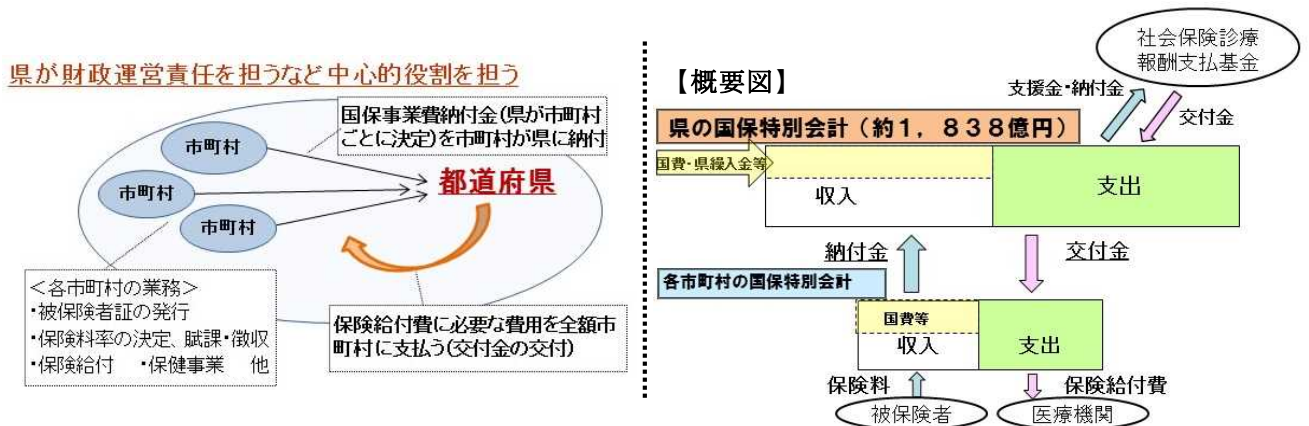 県が財政運営責任を担うなど中心的役割を担う
国保事業費納付金(県が市町村
ごとに決定)を市町村が県に納付
市町村
市町村
市町村
都道府県
<各市町村の業務>
・被保険者証の発行
・保険料率の決定、賦課・徴収
・保険給付 ・保健事業 他
保険給付費に必要な費用を全額市
町村に支払う(交付金の交付)
【概要図】
社会保険診療
報酬支払基金
支援金・納付金
交付金
県の国保特別会計(約1,838億円)
国費・県繰入金等
収入
支出
納付金
交付金
各市町村の国保特別会計
国費等
収入
支出
保険料
保険給付費
被保険者
医療機関